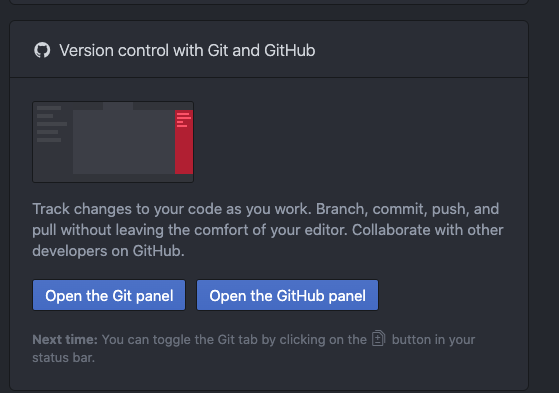 Version control with Git and GitHub
Track changes to your code as you work. Branch, commit, push, and
pull without leaving the comfort of your editor. Collaborate with other
developers on GitHub.
Open the Git panel Open the GitHub panel
Next time: You can toggle the Git tab by clicking on the button in your
status bar.